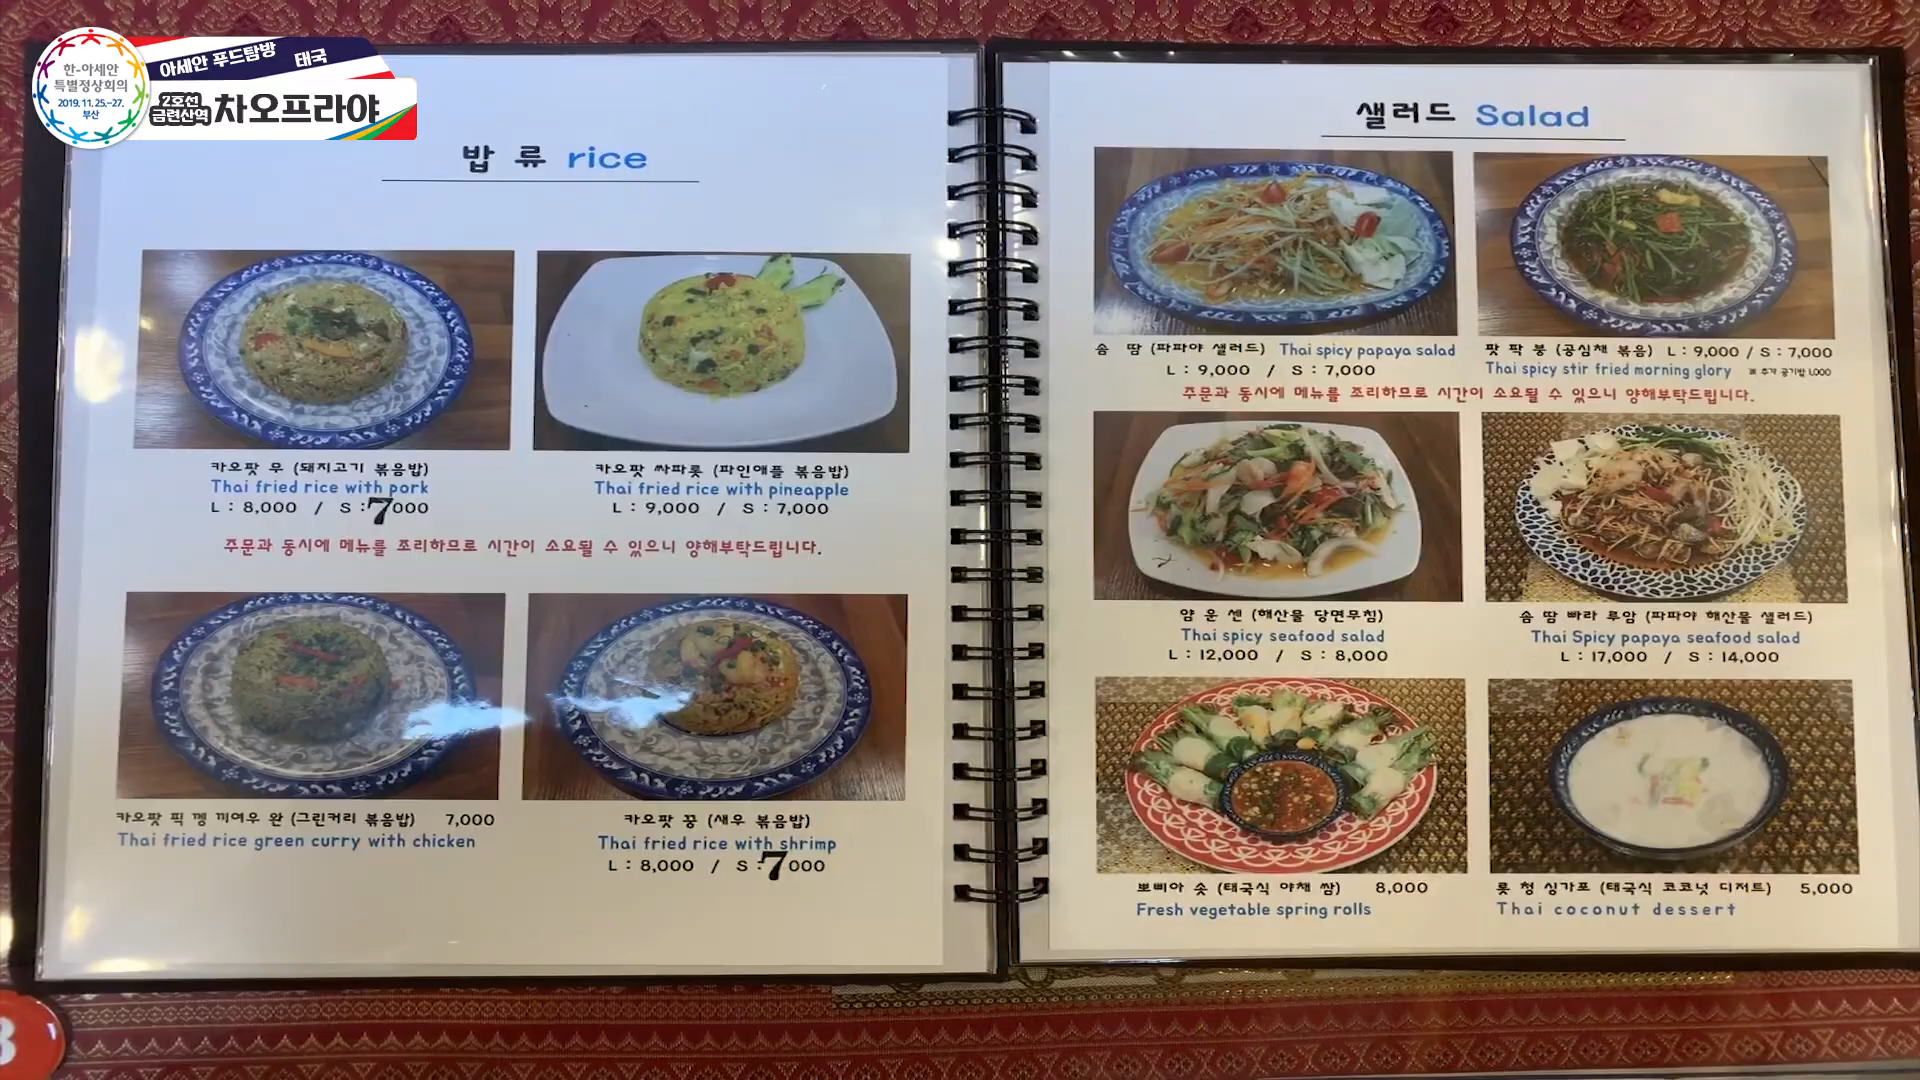 한-아세안
특별정상회의
2019.11.25.-27.
부산
아세안 푸드탐방 태국
2호선
금련산역 차오프라야
밥 류 rice
카오팟 무 (돼지고기 볶음밥)
Thai fried rice with pork
L : 8,000 / S : 7000
카오팟 싸파롯 (파인애플 볶음밥)
Thai fried rice with pineapple
L : 9,000 / S : 7,000
주문과 동시에 메뉴를 조리하므로 시간이 소요될 수 있으니 양해부탁드립니다.
카오팟 픽 껭 끼여우 완 (그린커리 볶음밥) 7,000
Thai fried rice green curry with chicken
카오팟 꿍 (새우 볶음밥)
Thai fried rice with shrimp
L : 8,000 / S : 7000
샐러드 Salad
솜 땀 (파파야 샐러드) Thai spicy papaya salad
L : 9,000 / S : 7,000
팟 팍 붕 (공심채 볶음) L : 9,000 / S : 7,000
Thai spicy stir fried morning glory ※ 추가 공기밥 1,000
주문과 동시에 메뉴를 조리하므로 시간이 소요될 수 있으니 양해부탁드립니다.
얌 운 센 (해산물 당면무침)
Thai spicy seafood salad
L : 12,000 / S : 8,000
솜 땀 빠라 루암 (파파야 해산물 샐러드)
Thai Spicy papaya seafood salad
L : 17,000 / S : 14,000
뽀삐아 솟 (태국식 야채 쌈) 8,000
Fresh vegetable spring rolls
롯 청 싱가포 (태국식 코코넛 디저트) 5,000
Thai coconut dessert